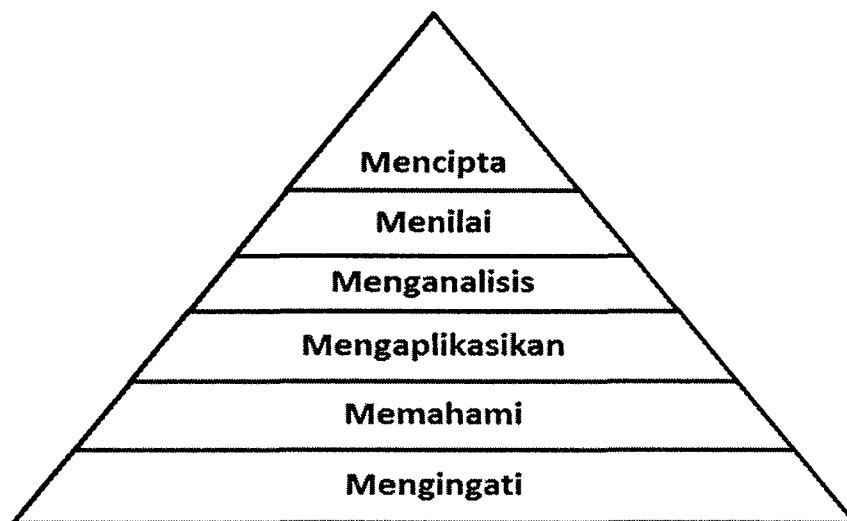 Mencipta
Menilai
Menganalisis
Mengaplikasikan
Memahami
Mengingati